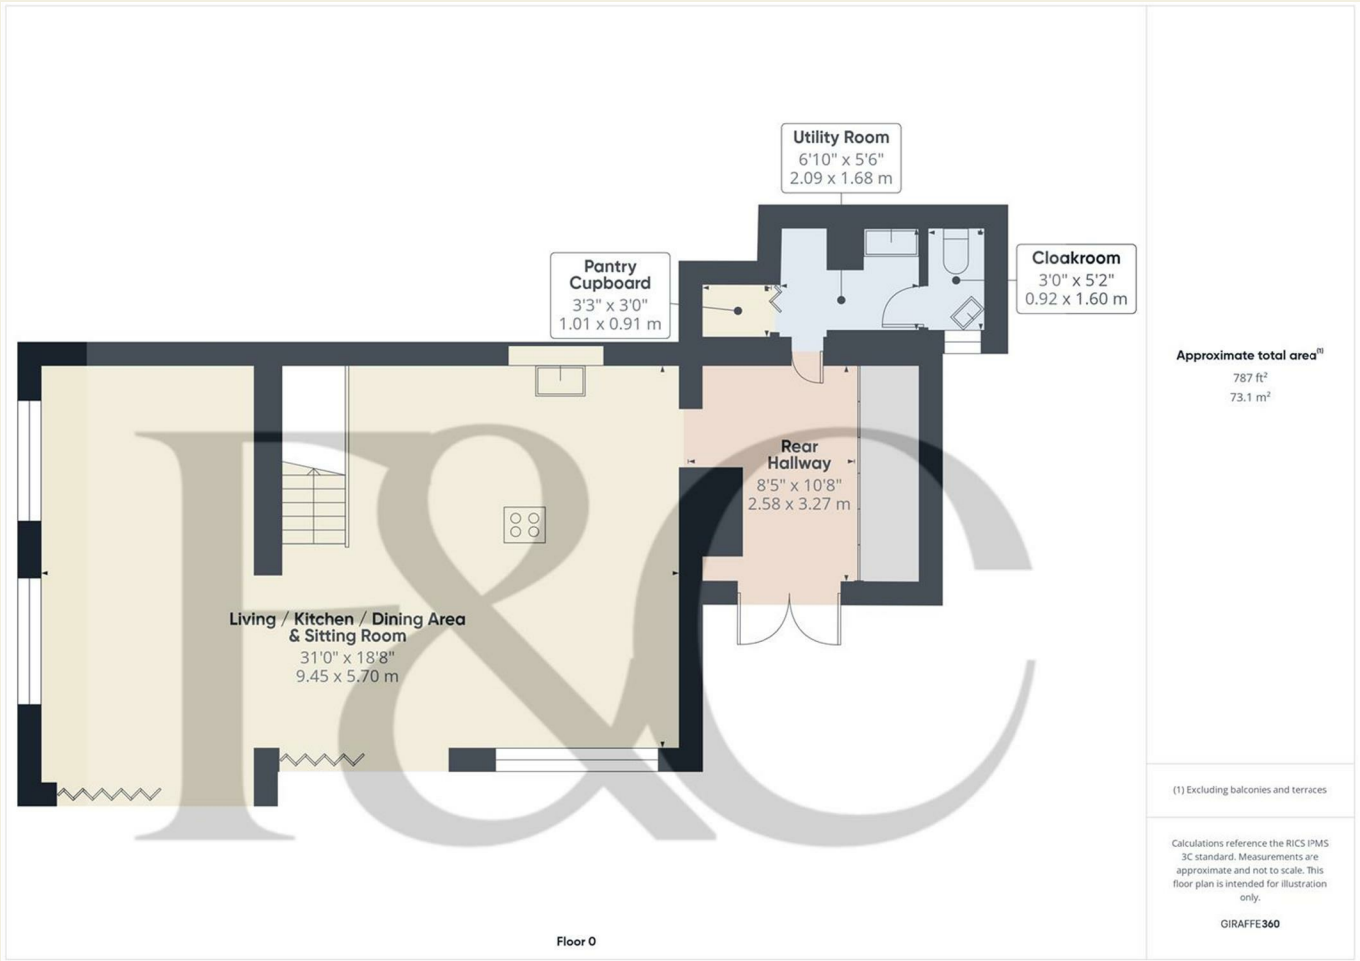 Utility Room
6'10" x 5'6"
2.09 x 1.68 m
Pantry
Cupboard
3'3" x 3'0"
1.01 x 0.91 m
Cloakroom
3'0" x 5'2"
0.92 x 1.60 m
Rear
Hallway
8'5" x 10'8"
2.58 x 3.27 m
Living / Kitchen / Dining Area
& Sitting Room
31'0" x 18'8"
9.45 x 5.70 m
F&C
Floor 0
Approximate total area(1)
787 ft²
73.1 m²
(1) Excluding balconies and terraces
Calculations reference the RICS IPMS
3C standard. Measurements are
approximate and not to scale. This
floor plan is intended for illustration
only.
GIRAFFE360